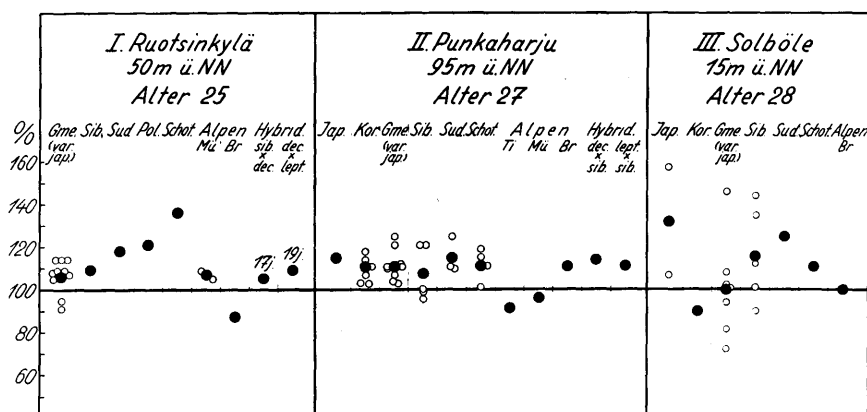 I. Ruotsinkylä
50m ü.NN
Alter 25
II. Punkaharju
95m ü.NN
Alter 27
III. Solböle
15m ü.NN
Alter 28
%
160
140
120
100
80
60
Gme. (var. jap.)
Sib.
Sud.
Pol.
Schot.
Alpen
Mü Br
Hybrid.
sib. × dec.
dec. × lept.
17j.
19j.
Jap.
Kor.
Gme. (var. jap.)
Sib.
Sud.
Schot.
Alpen
Ti Mü Br
Hybrid.
dec. × sib.
lept. × sib.
Jap.
Kor.
Gme (var. jap.)
Sib
Sud.
Schot.
Alpen
Br